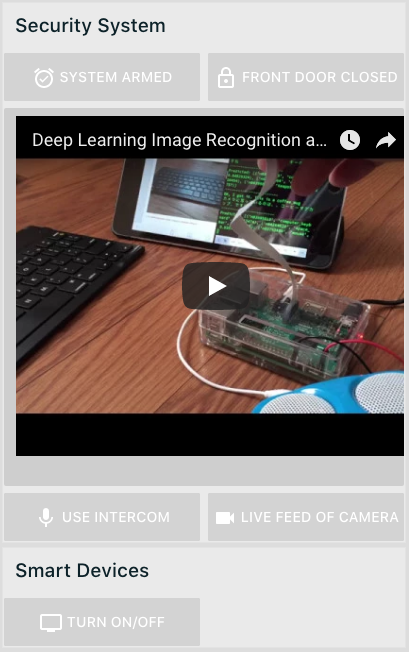 Security System
SYSTEM ARMED
FRONT DOOR CLOSED
Deep Learning Image Recognition a...
USE INTERCOM
LIVE FEED OF CAMERA
Smart Devices
TURN ON/OFF